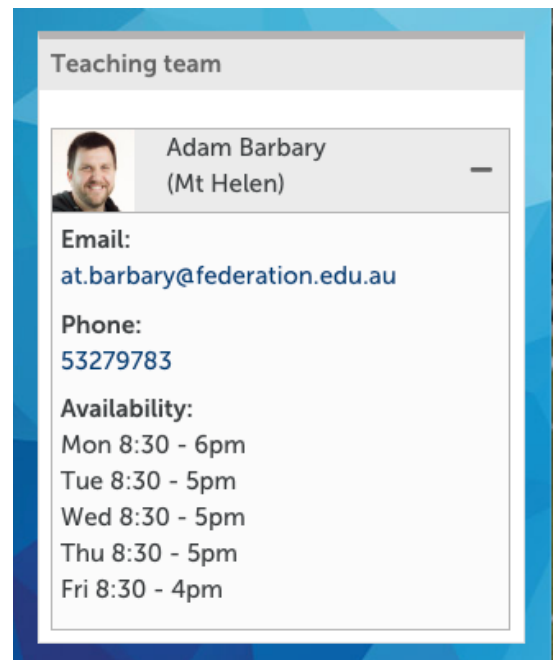 Teaching team
Adam Barbary
(Mt Helen)
Email:
at.barbary@federation.edu.au
Phone:
53279783
Availability:
Mon 8:30 - 6pm
Tue 8:30 - 5pm
Wed 8:30 - 5pm
Thu 8:30 - 5pm
Fri 8:30 - 4pm